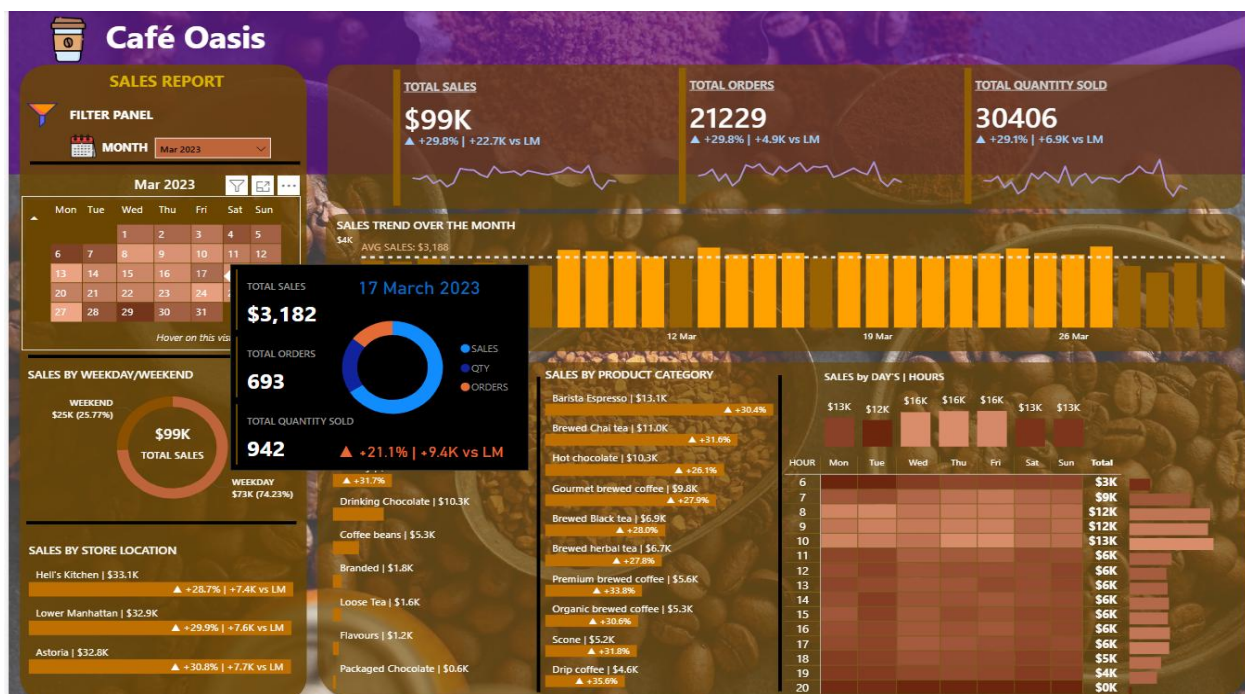 Café Oasis
SALES REPORT
FILTER PANEL
MONTH Mar 2023
Mar 2023
Mon Tue Wed Thu Fri Sat Sun
1 2 3 4 5
6 7 8 9 10 11 12
13 14 15 16 17
20 21 22 23 24
27 28 29 30 31
Hover on this
TOTAL SALES
$99K
▲ +29.8% | +22.7K vs LM
TOTAL ORDERS
21229
▲ +29.8% | +4.9K vs LM
TOTAL QUANTITY SOLD
30406
▲ +29.1% | +6.9K vs LM
SALES TREND OVER THE MONTH
$4K
AVG SALES: $3,188
12 Mar 19 Mar 26 Mar
17 March 2023
TOTAL SALES
$3,182
TOTAL ORDERS
693
TOTAL QUANTITY SOLD
942
SALES
QTY
ORDERS
▲ +21.1% | +9.4K vs LM
SALES BY WEEKDAY/WEEKEND
WEEKEND
$25K (25.77%)
$99K
TOTAL SALES
WEEKDAY
$73K (74.23%)
SALES BY STORE LOCATION
Hell's Kitchen | $33.1K
▲ +28.7% | +7.4K vs LM
Lower Manhattan | $32.9K
▲ +29.9% | +7.6K vs LM
Astoria | $32.8K
▲ +30.8% | +7.7K vs LM
▲ +31.7%
Drinking Chocolate | $10.3K
Coffee beans | $5.3K
Branded | $1.8K
Loose Tea | $1.6K
Flavours | $1.2K
Packaged Chocolate | $0.6K
SALES BY PRODUCT CATEGORY
Barista Espresso | $13.1K
▲ +30.4%
Brewed Chai tea | $11.0K
▲ +31.6%
Hot chocolate | $10.3K
▲ +26.1%
Gourmet brewed coffee | $9.8K
▲ +27.9%
Brewed Black tea | $6.9K
▲ +28.0%
Brewed herbal tea | $6.7K
▲ +27.8%
Premium brewed coffee | $5.6K
▲ +33.8%
Organic brewed coffee | $5.3K
▲ +30.6%
Scone | $5.2K
▲ +31.8%
Drip coffee | $4.6K
▲ +35.6%
SALES by DAY'S | HOURS
$13K $12K $16K $16K $16K $13K $13K
HOUR Mon Tue Wed Thu Fri Sat Sun Total
6 $3K
7 $9K
8 $12K
9 $12K
10 $13K
11 $6K
12 $6K
13 $6K
14 $6K
15 $6K
16 $6K
17 $6K
18 $5K
19 $4K
20 $0K